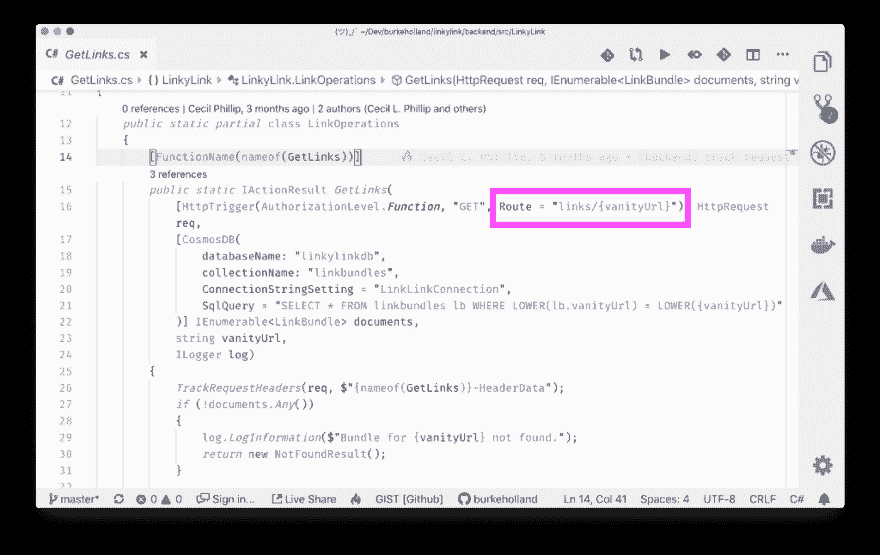 ~/Dev/burkeholland/linkylink/backend/src/LinkyLink
C# GetLinks.cs ×
C# GetLinks.cs › { } LinkyLink › LinkyLink.LinkOperations › GetLinks(HttpRequest req, IEnumerable<LinkBundle> documents, string v
11 {
0 references | Cecil Phillip, 3 months ago | 2 authors (Cecil L. Phillip and others)
12 public static partial class LinkOperations
13 {
14 [FunctionName(nameof(GetLinks))]
3 references
15 public static IActionResult GetLinks(
16 [HttpTrigger(AuthorizationLevel.Function, "GET", Route = "links/{vanityUrl}") HttpRequest
req,
17 [CosmosDB(
18 databaseName: "linkylinkdb",
19 collectionName: "linkbundles",
20 ConnectionStringSetting = "LinkLinkConnection",
21 SqlQuery = "SELECT * FROM linkbundles lb WHERE LOWER(lb.vanityUrl) = LOWER({vanityUrl})"
22 )] IEnumerable<LinkBundle> documents,
23 string vanityUrl,
24 ILogger log)
25 {
26 TrackRequestHeaders(req, $"{nameof(GetLinks)}-HeaderData");
27 if (!documents.Any())
28 {
29 log.LogInformation($"Bundle for {vanityUrl} not found.");
30 return new NotFoundResult();
31 }
master* 0 0 Sign in... Live Share GIST [Github] burkeholland Ln 14, Col 41 Spaces: 4 UTF-8 CRLF C#